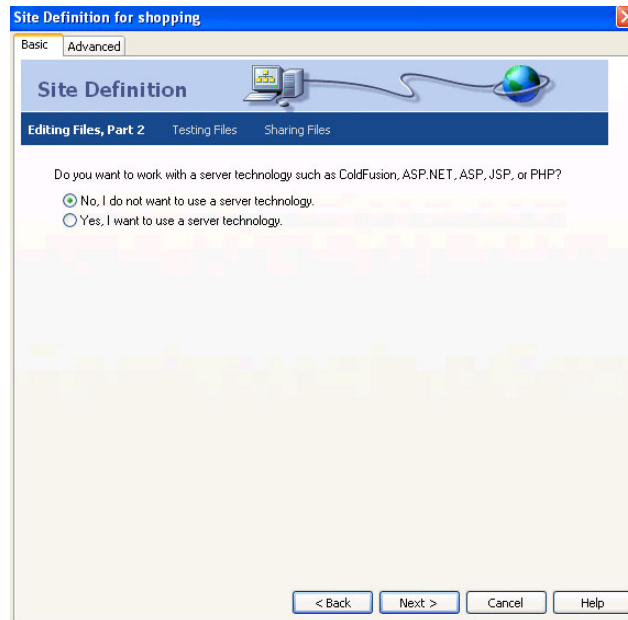 Site Definition for shopping
Basic Advanced
Site Definition
Editing Files, Part 2 Testing Files Sharing Files
Do you want to work with a server technology such as ColdFusion, ASP.NET, ASP, JSP, or PHP?
No, I do not want to use a server technology.
Yes, I want to use a server technology.
< Back Next > Cancel Help